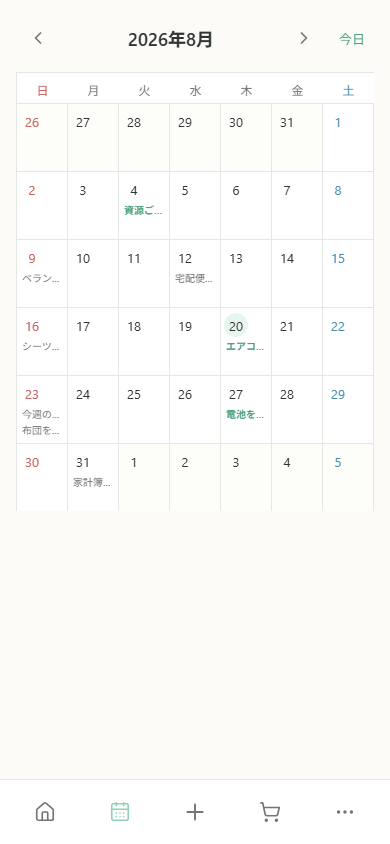 2026年8月 今日
日 月 火 水 木 金 土
26 27 28 29 30 31 1
2 3 4 5 6 7 8
資源ご...
9 10 11 12 13 14 15
ベラン... 宅配便...
16 17 18 19 20 21 22
シーツ... エアコ...
23 24 25 26 27 28 29
今週の... 電池を...
布団を...
30 31 1 2 3 4 5
家計簿...